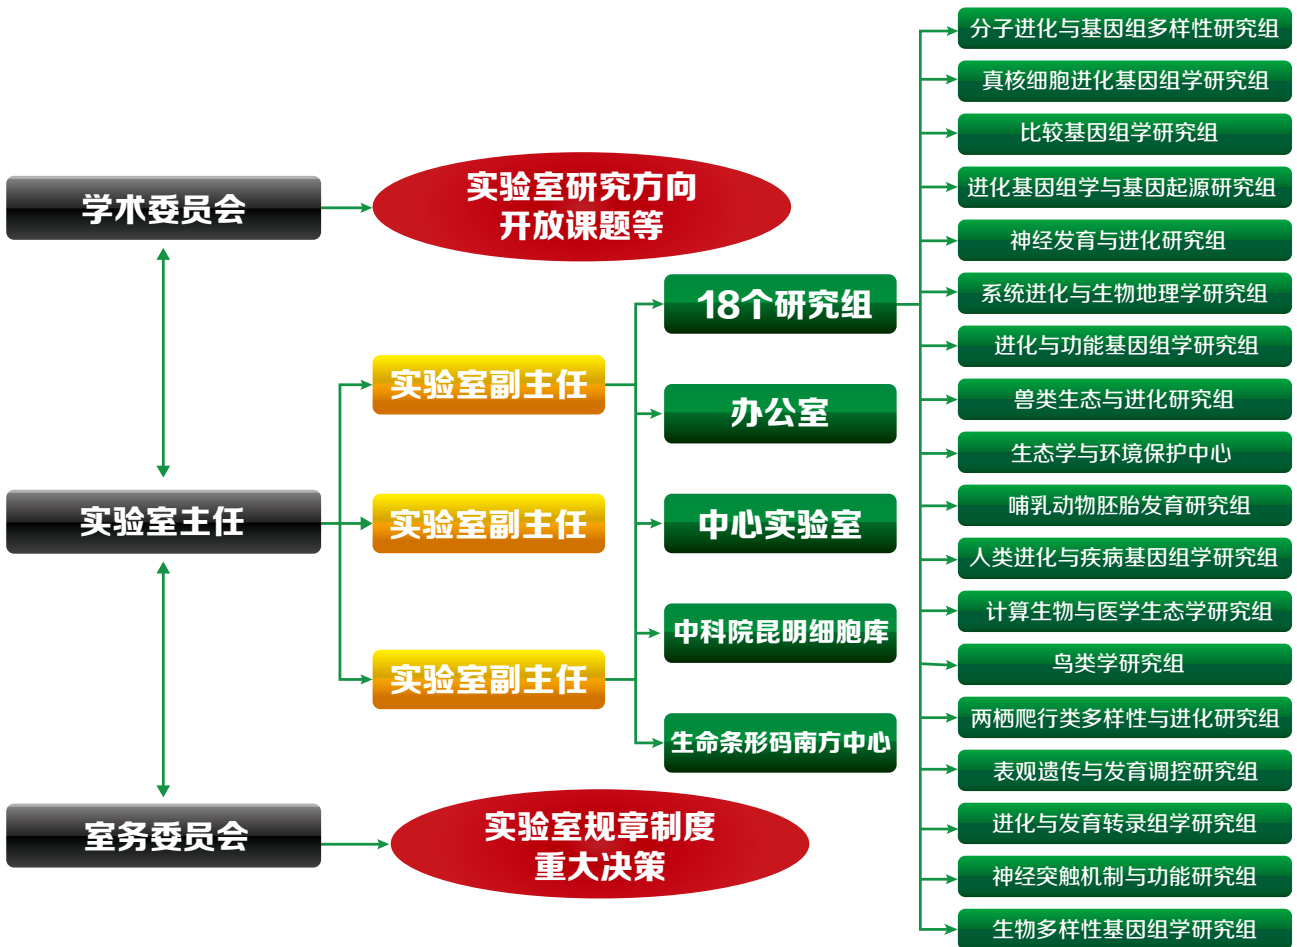 学术委员会
实验室研究方向
开放课题等
实验室主任
室务委员会
实验室规章制度
重大决策
实验室副主任
实验室副主任
实验室副主任
18个研究组
办公室
中心实验室
中科院昆明细胞库
生命条形码南方中心
分子进化与基因组多样性研究组
真核细胞进化基因组学研究组
比较基因组学研究组
进化基因组学与基因起源研究组
神经发育与进化研究组
系统进化与生物地理学研究组
进化与功能基因组学研究组
兽类生态与进化研究组
生态学与环境保护中心
哺乳动物胚胎发育研究组
人类进化与疾病基因组学研究组
计算生物与医学生态学研究组
鸟类学研究组
两栖爬行类多样性与进化研究组
表观遗传与发育调控研究组
进化与发育转录组学研究组
神经突触机制与功能研究组
生物多样性基因组学研究组